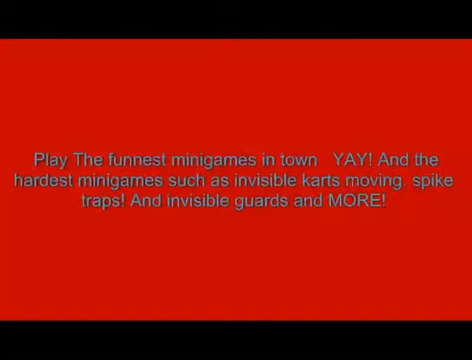 Play The funnest minigames in town   YAY! And the
hardest minigames such as invisible karts moving  spike
traps! And invisible guards and MORE!